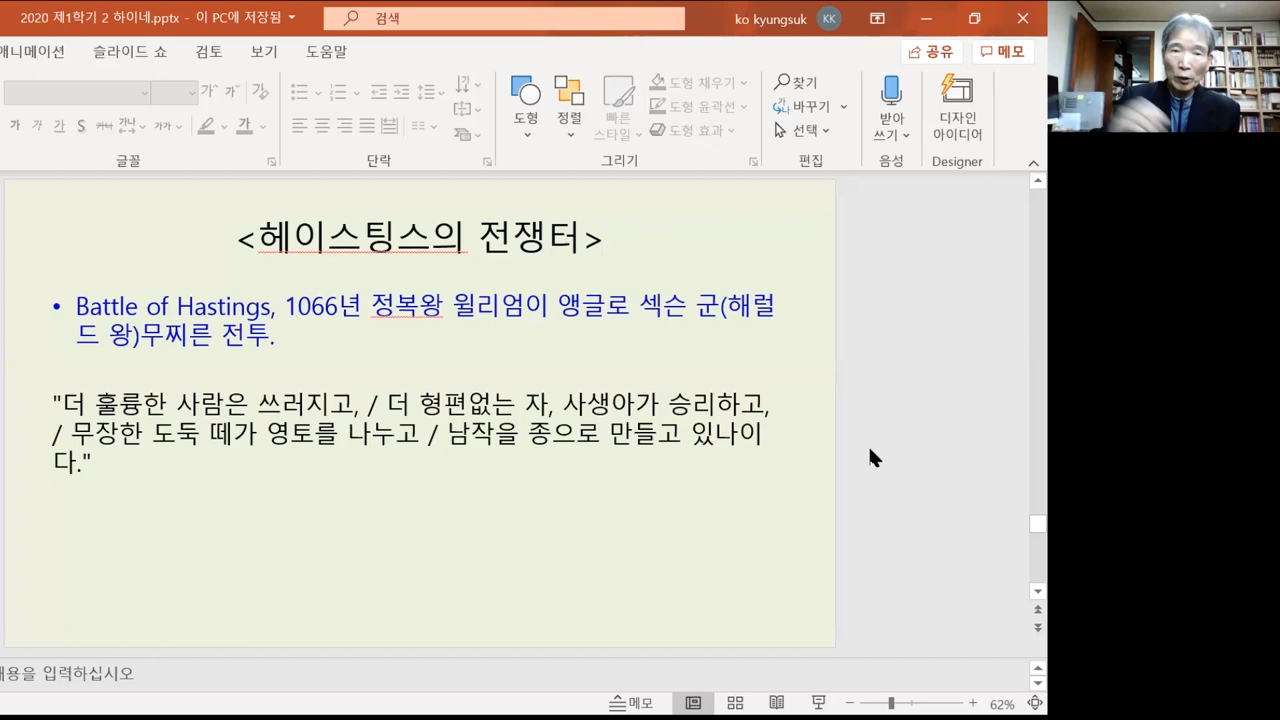 2020 제1학기 2 하이네.pptx - 이 PC에 저장됨
검색
ko kyungsuk
KK
애니메이션 슬라이드 쇼 검토 보기 도움말
공유 메모
가 가 가 S 가나 가가 가
도형 정렬 빠른 스타일
도형 채우기
도형 윤곽선
도형 효과
찾기
바꾸기
선택
받아쓰기
디자인 아이디어
글꼴 단락 그리기 편집 음성 Designer
<헤이스팅스의 전쟁터>
• Battle of Hastings, 1066년 정복왕 윌리엄이 앵글로 섹슨 군(해럴
드 왕)무찌른 전투.
"더 훌륭한 사람은 쓰러지고, / 더 형편없는 자, 사생아가 승리하고,
/ 무장한 도둑 떼가 영토를 나누고 / 남작을 종으로 만들고 있나이
다."
내용을 입력하십시오
메모
62%